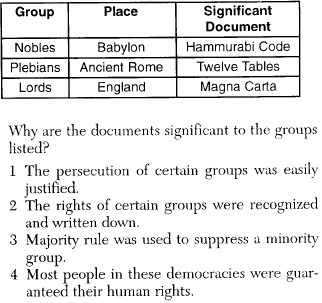 Group Place Significant Document
Nobles Babylon Hammurabi Code
Plebians Ancient Rome Twelve Tables
Lords England Magna Carta
Why are the documents significant to the groups
listed?
1 The persecution of certain groups was easily
justified.
2 The rights of certain groups were recognized
and written down.
3 Majority rule was used to suppress a minority
group.
4 Most people in these democracies were guar-
anteed their human rights.